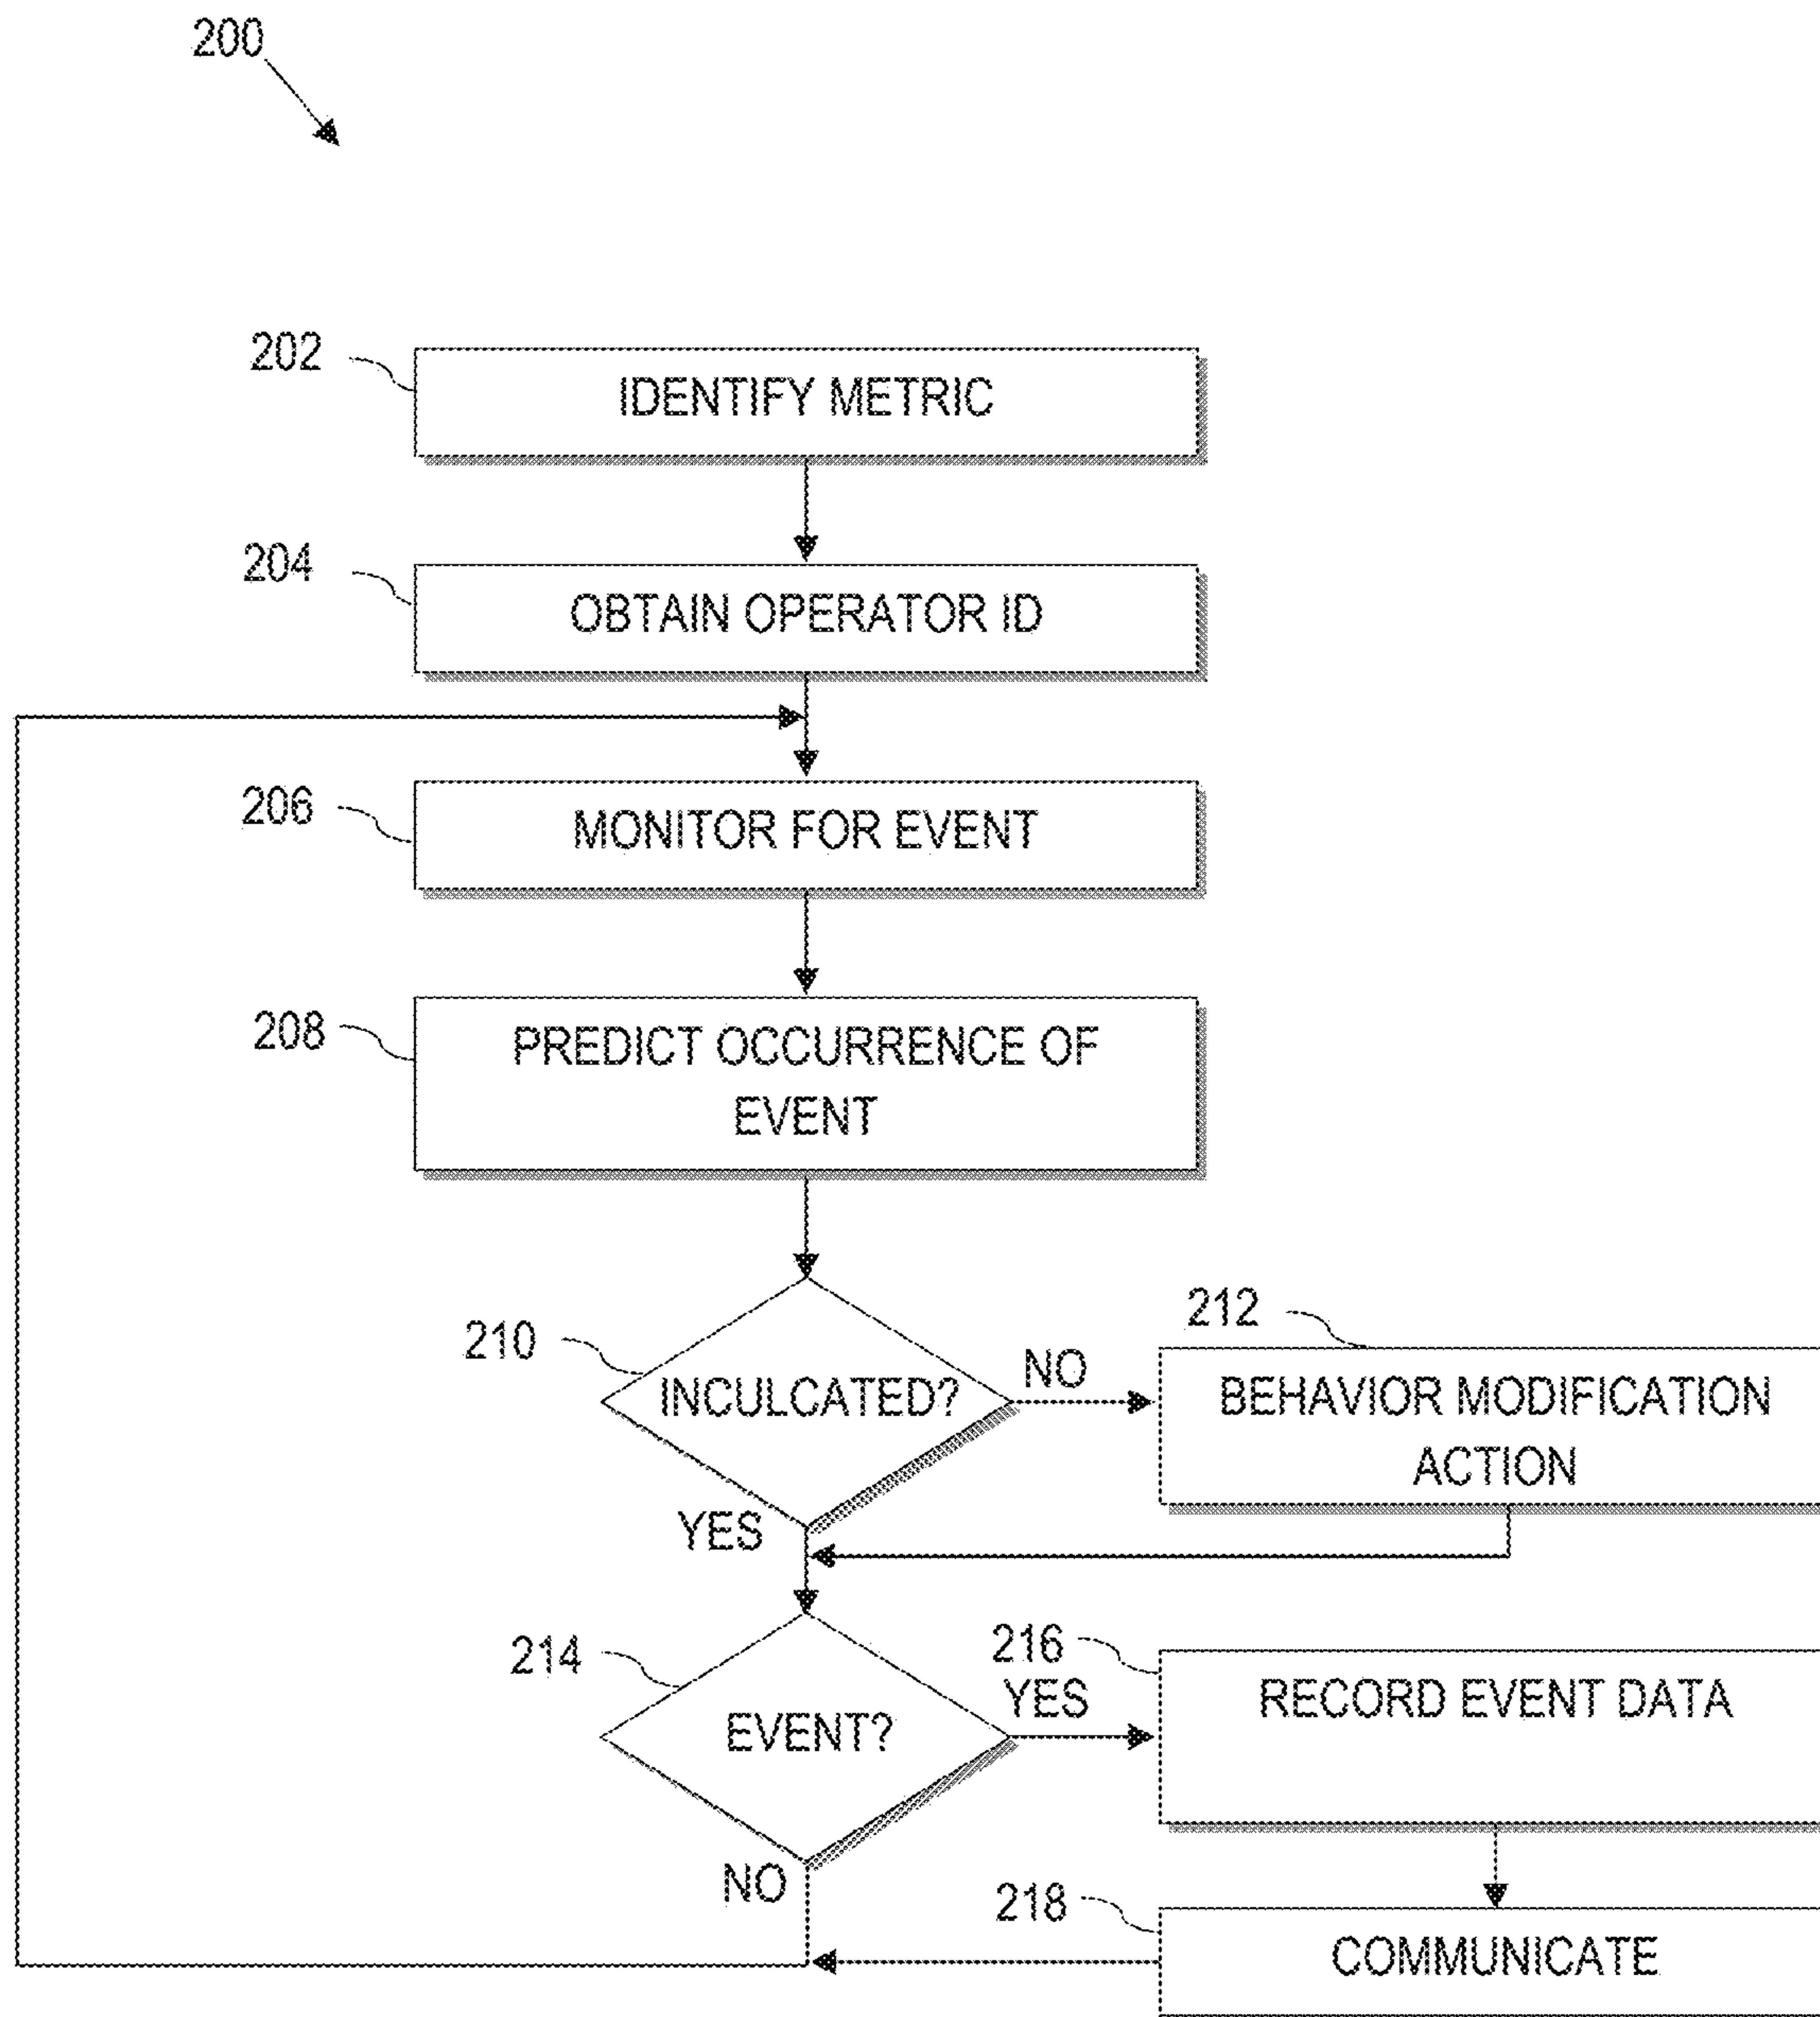 200
202
IDENTIFY METRIC
204
OBTAIN OPERATOR ID
206
MONITOR FOR EVENT
208
PREDICT OCCURRENCE OF
EVENT
210
INCULCATED?
NO
212
BEHAVIOR MODIFICATION
ACTION
YES
214
EVENT?
YES
216
RECORD EVENT DATA
NO
218
COMMUNICATE